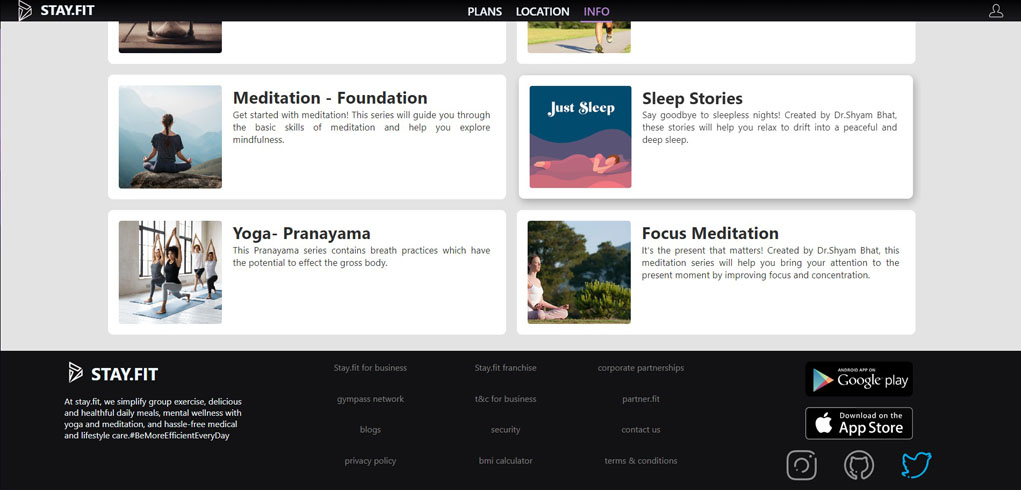 STAY.FIT
PLANS LOCATION INFO
Meditation - Foundation
Get started with meditation! This series will guide you through
the basic skills of meditation and help you explore
mindfulness.
Just Sleep
Sleep Stories
Say goodbye to sleepless nights! Created by Dr.Shyam Bhat,
these stories will help you relax to drift into a peaceful and
deep sleep.
Yoga- Pranayama
This Pranayama series contains breath practices which have
the potential to effect the gross body.
Focus Meditation
It's the present that matters! Created by Dr.Shyam Bhat, this
meditation series will help you bring your attention to the
present moment by improving focus and concentration.
STAY.FIT
At stay.fit, we simplify group exercise, delicious
and healthful daily meals, mental wellness with
yoga and meditation, and hassle-free medical
and lifestyle care.#BeMoreEfficientEveryDay
Stay.fit for business
gympass network
blogs
privacy policy
Stay.fit franchise
t&c for business
security
bmi calculator
corporate partnerships
partner.fit
contact us
terms & conditions
ANDROID APP ON
Google play
Download on the
App Store